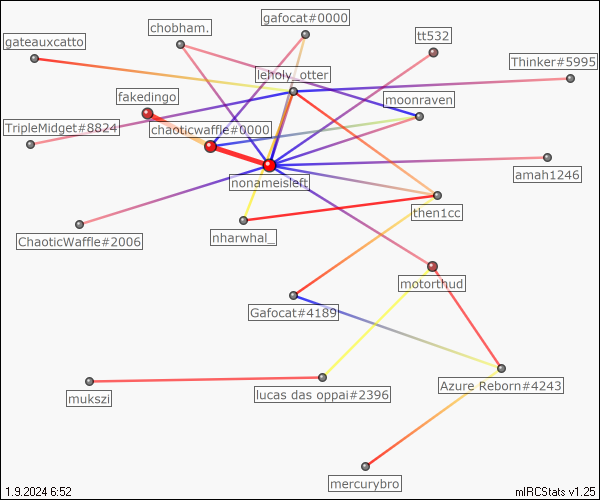 gafocat#0000
chobham.
tt532
gateauxcatto
Thinker#5995
leholy_otter
fakedingo
moonraven
TripleMidget#8824
chaoticwaffle#0000
amah1246
nonameisleft
then1cc
ChaoticWaffle#2006
nharwhal_
motorthud
Gafocat#4189
Azure Reborn#4243
mukszi
lucas das oppai#2396
mercurybro
1.9.2024 6:52
mIRCStats v1.25